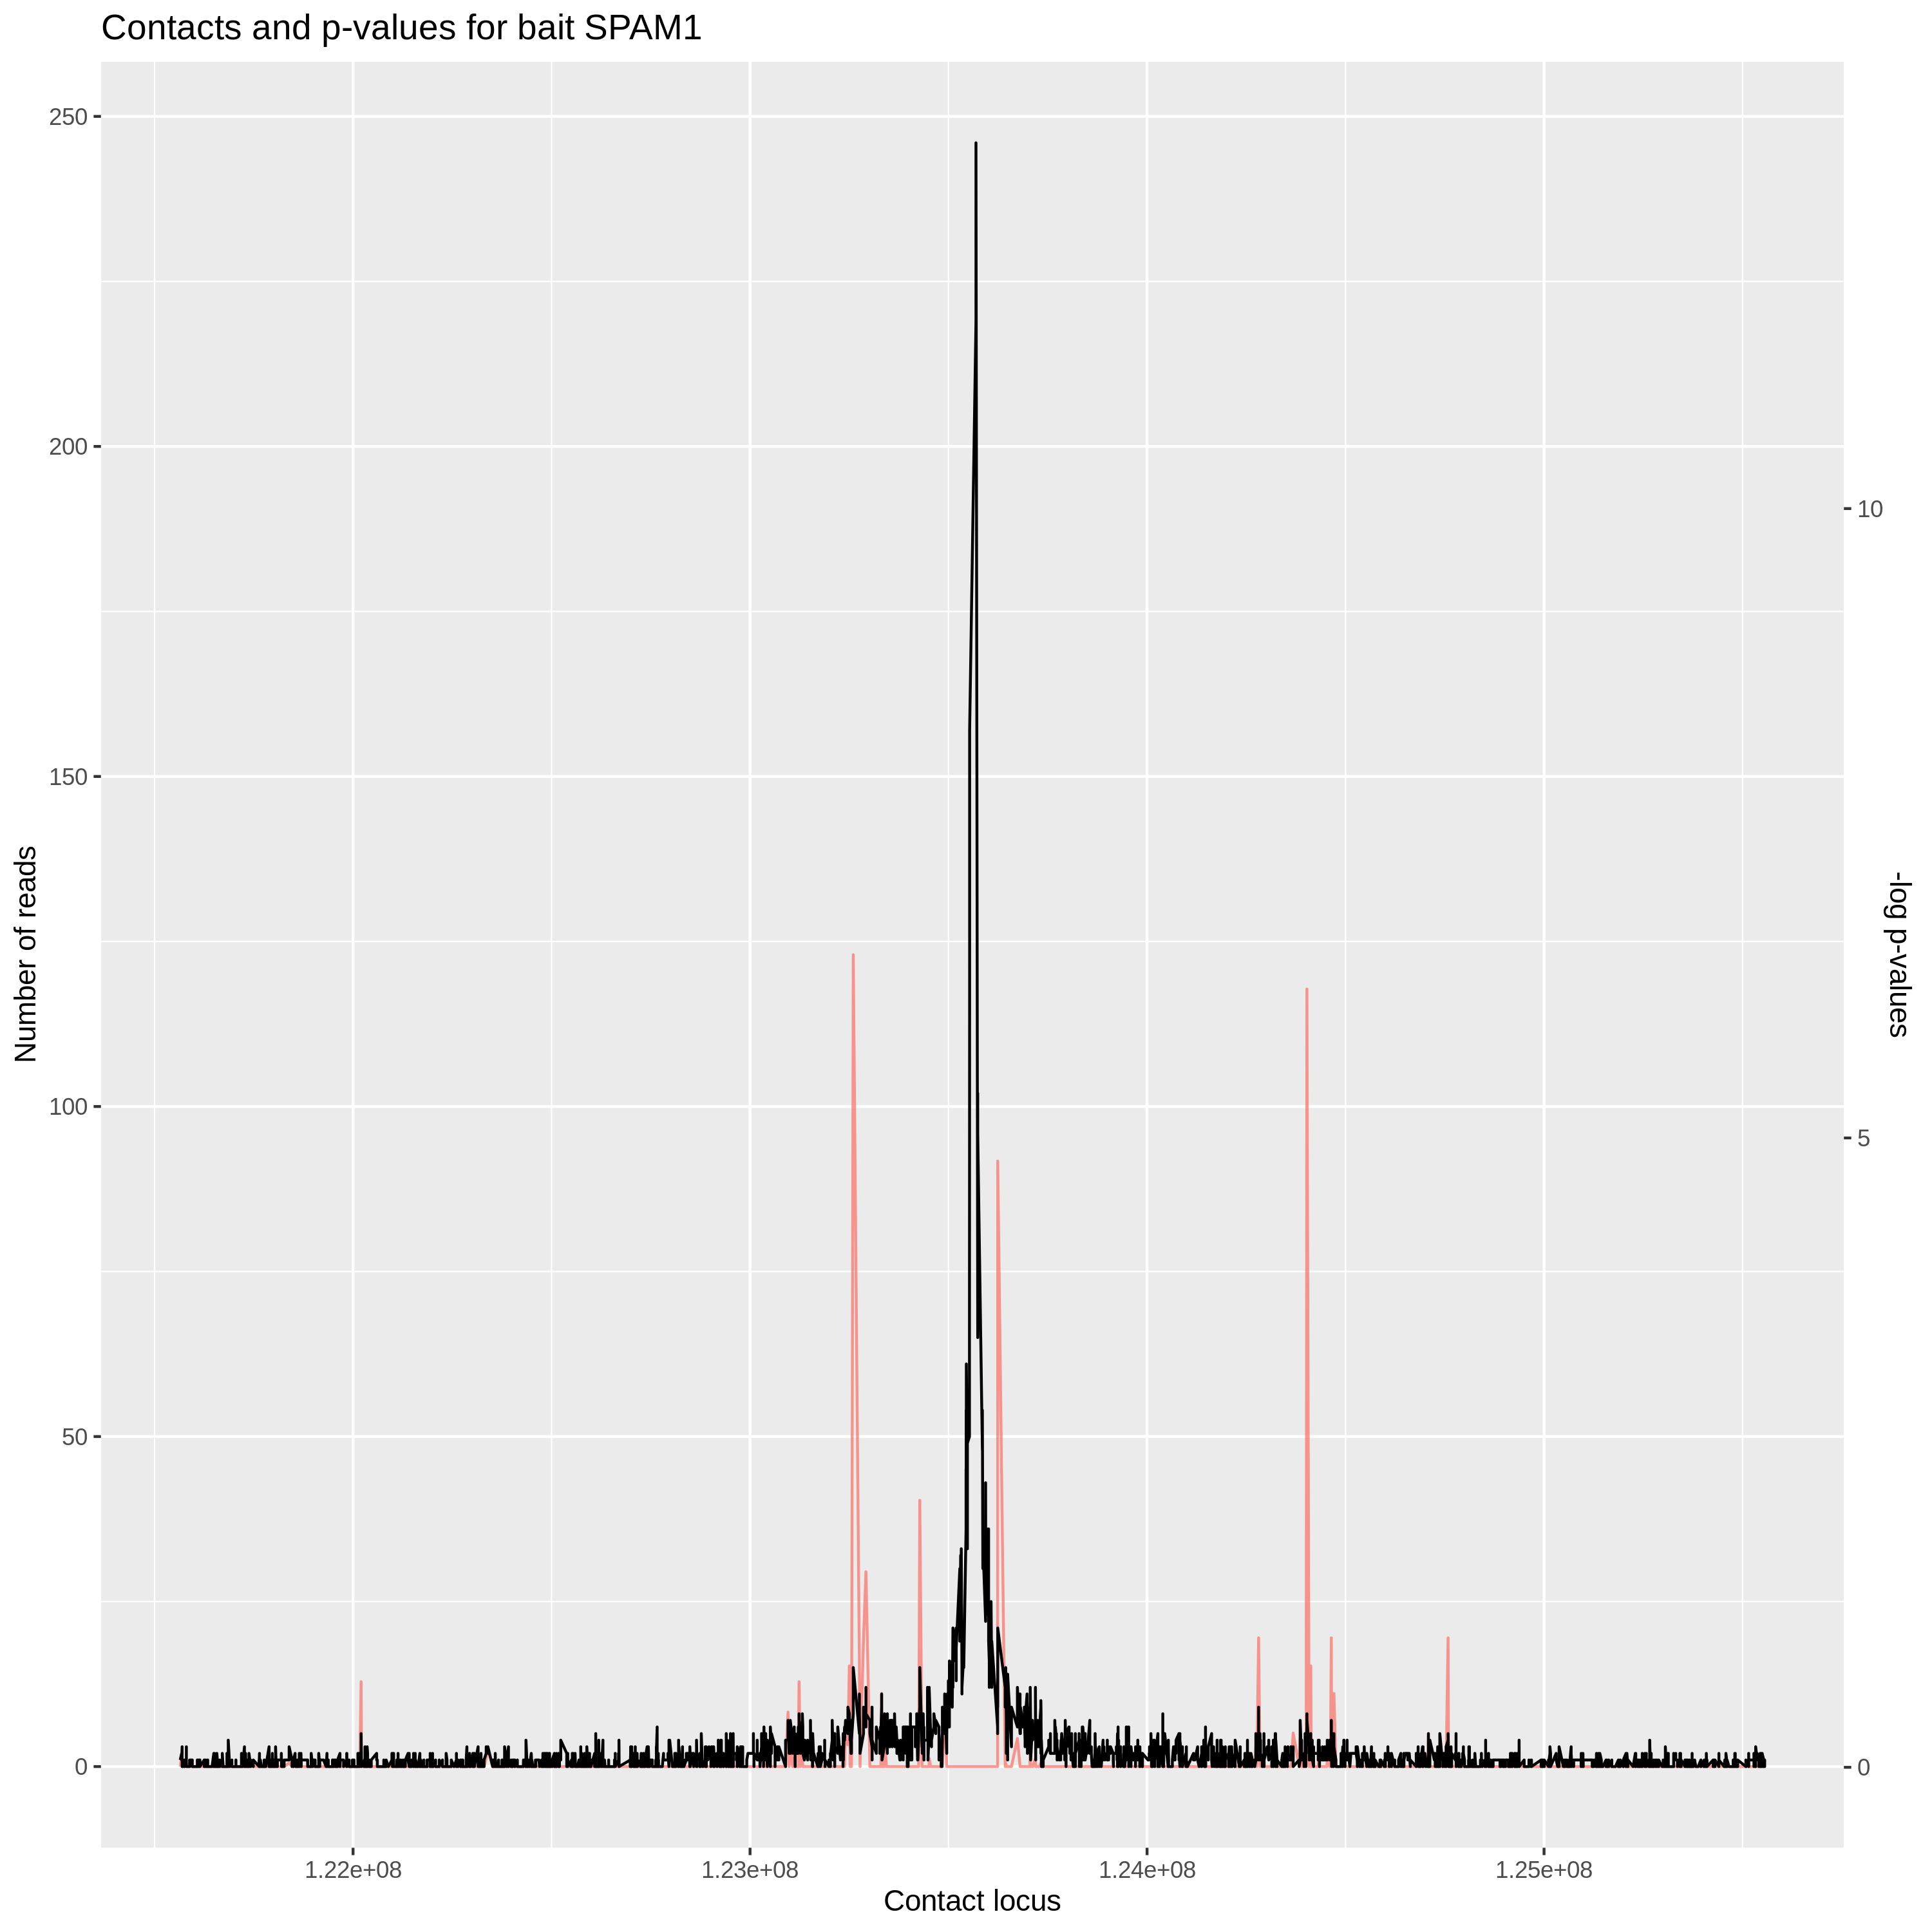 Contacts and p-values for bait SPAM1
250
200
150
100
50
0
Number of reads
10
5
0
-log p-values
1.22e+08 1.23e+08 1.24e+08 1.25e+08
Contact locus